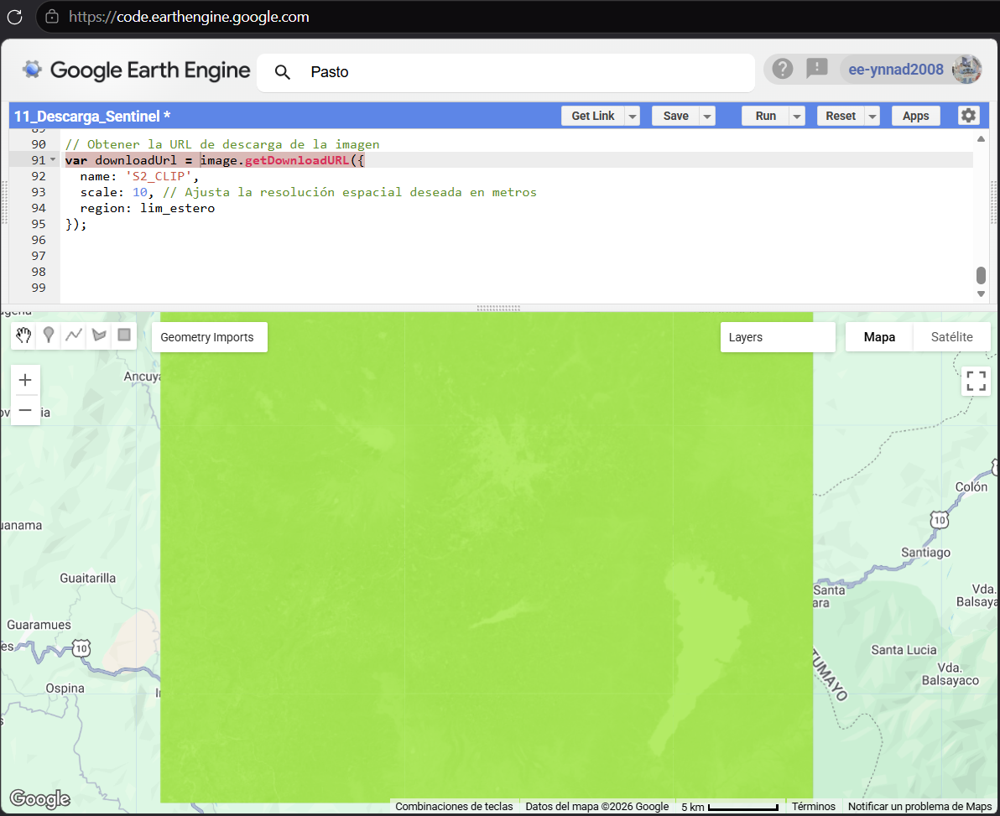 https://code.earthengine.google.com
Google Earth Engine
Pasto
ee-ynnad2008
11_Descarga_Sentinel *
Get Link
Save
Run
Reset
Apps
90 // Obtener la URL de descarga de la imagen
91 var downloadUrl = image.getDownloadURL({
92 name: 'S2_CLIP',
93 scale: 10, // Ajusta la resolución espacial deseada en metros
94 region: lim_estero
95 });
96
97
98
99
Geometry Imports
Layers
Mapa
Satélite
Colón
10
Santiago
Guaitarilla
Santa
Vda.
Balsaya
Guaramues
10
Santa Lucia
Vda.
Balsayaco
TUMAYO
Ospina
Google
Combinaciones de teclas
Datos del mapa ©2026 Google
5 km
Términos
Notificar un problema de Maps